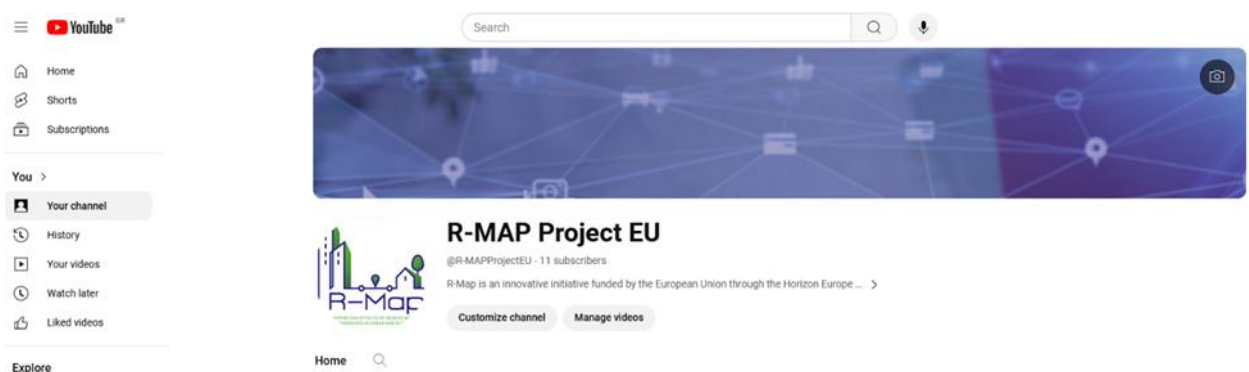 YouTube GR
Search
Home
Shorts
Subscriptions
You >
Your channel
History
Your videos
Watch later
Liked videos
Explore
R-MAP Project EU
@R-MAPProjectEU · 11 subscribers
R-Map is an innovative initiative funded by the European Union through the Horizon Europe ... >
Customize channel
Manage videos
R-Map
Home